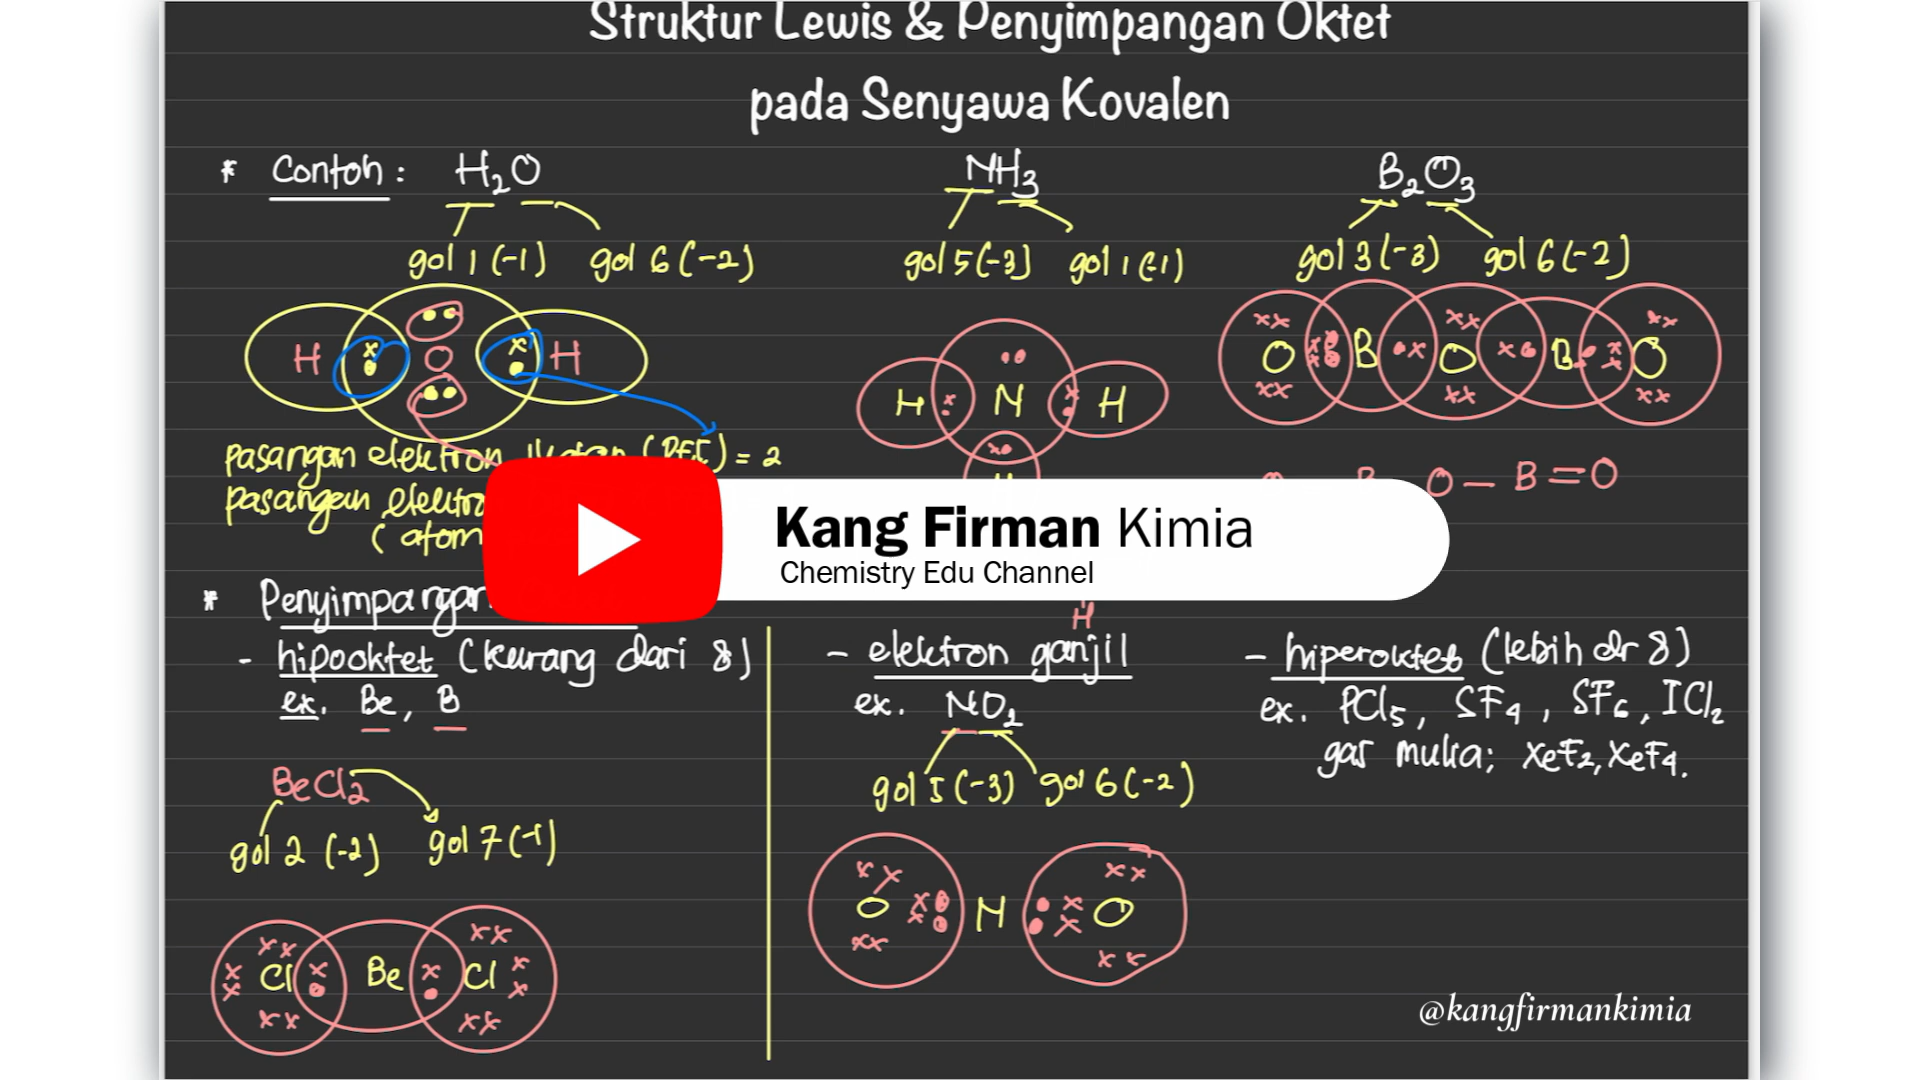 Struktur Lewis & Penyimpangan Oktet
pada Senyawa Kovalen
* Contoh : H2O NH3 B2O3
gol 1 (-1) gol 6 (-2) gol 5 (-3) gol 1 (-1) gol 3 (-3) gol 6 (-2)
H O H
H N H
O B O B O
pasangan elektron (PEI) = 2
O — B = O
pasangan
( atom
Kang Firman Kimia
Chemistry Edu Channel
H
* Penyimpangan
- hipooktet (kurang dari 8)
ex. Be, B
BeCl2
gol 2 (-2) gol 7 (-1)
Cl Be Cl
- elektron ganjil
ex. NO2
gol 5 (-3) gol 6 (-2)
O N O
- hiperoktet (lebih dr 8)
ex. PCl5, SF4, SF6, ICl2
gas mulia; XeF2, XeF4.
@kangfirmankimia